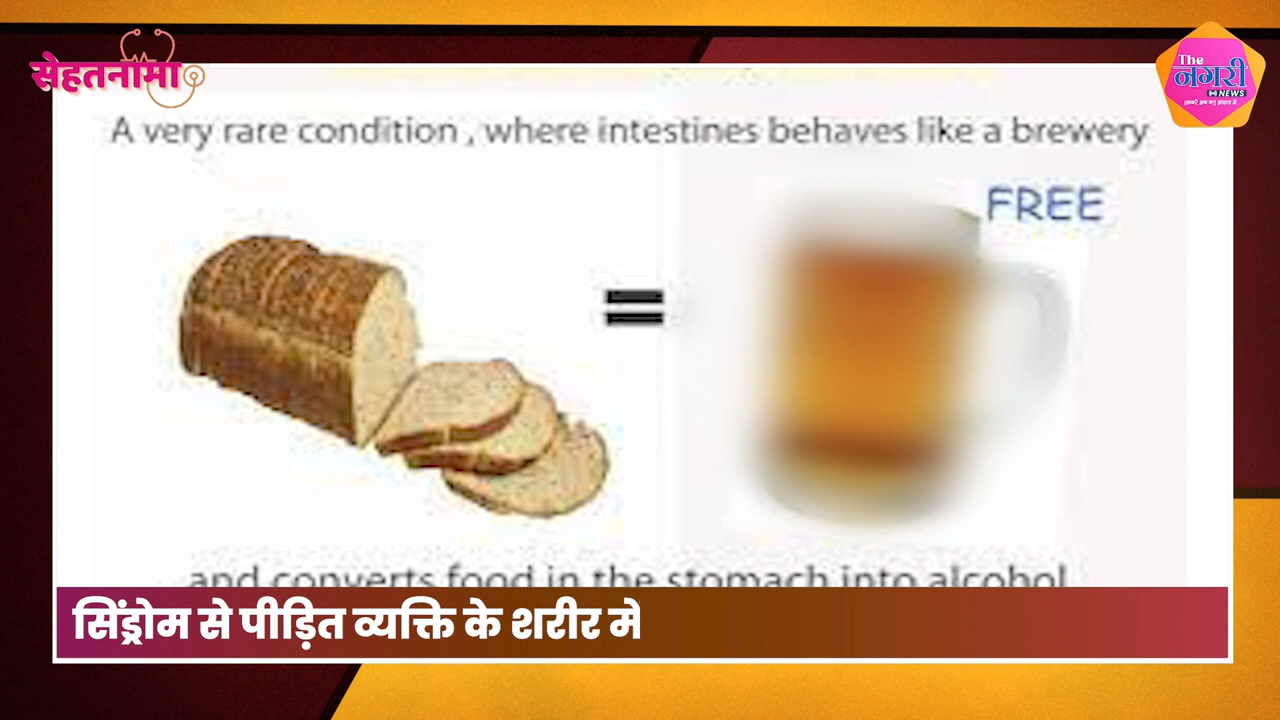 सेहतनामा
The
नगरी
NEWS
A very rare condition , where intestines behaves like a brewery
FREE
=
and converts food in the stomach into alcohol
सिंड्रोम से पीड़ित व्यक्ति के शरीर में